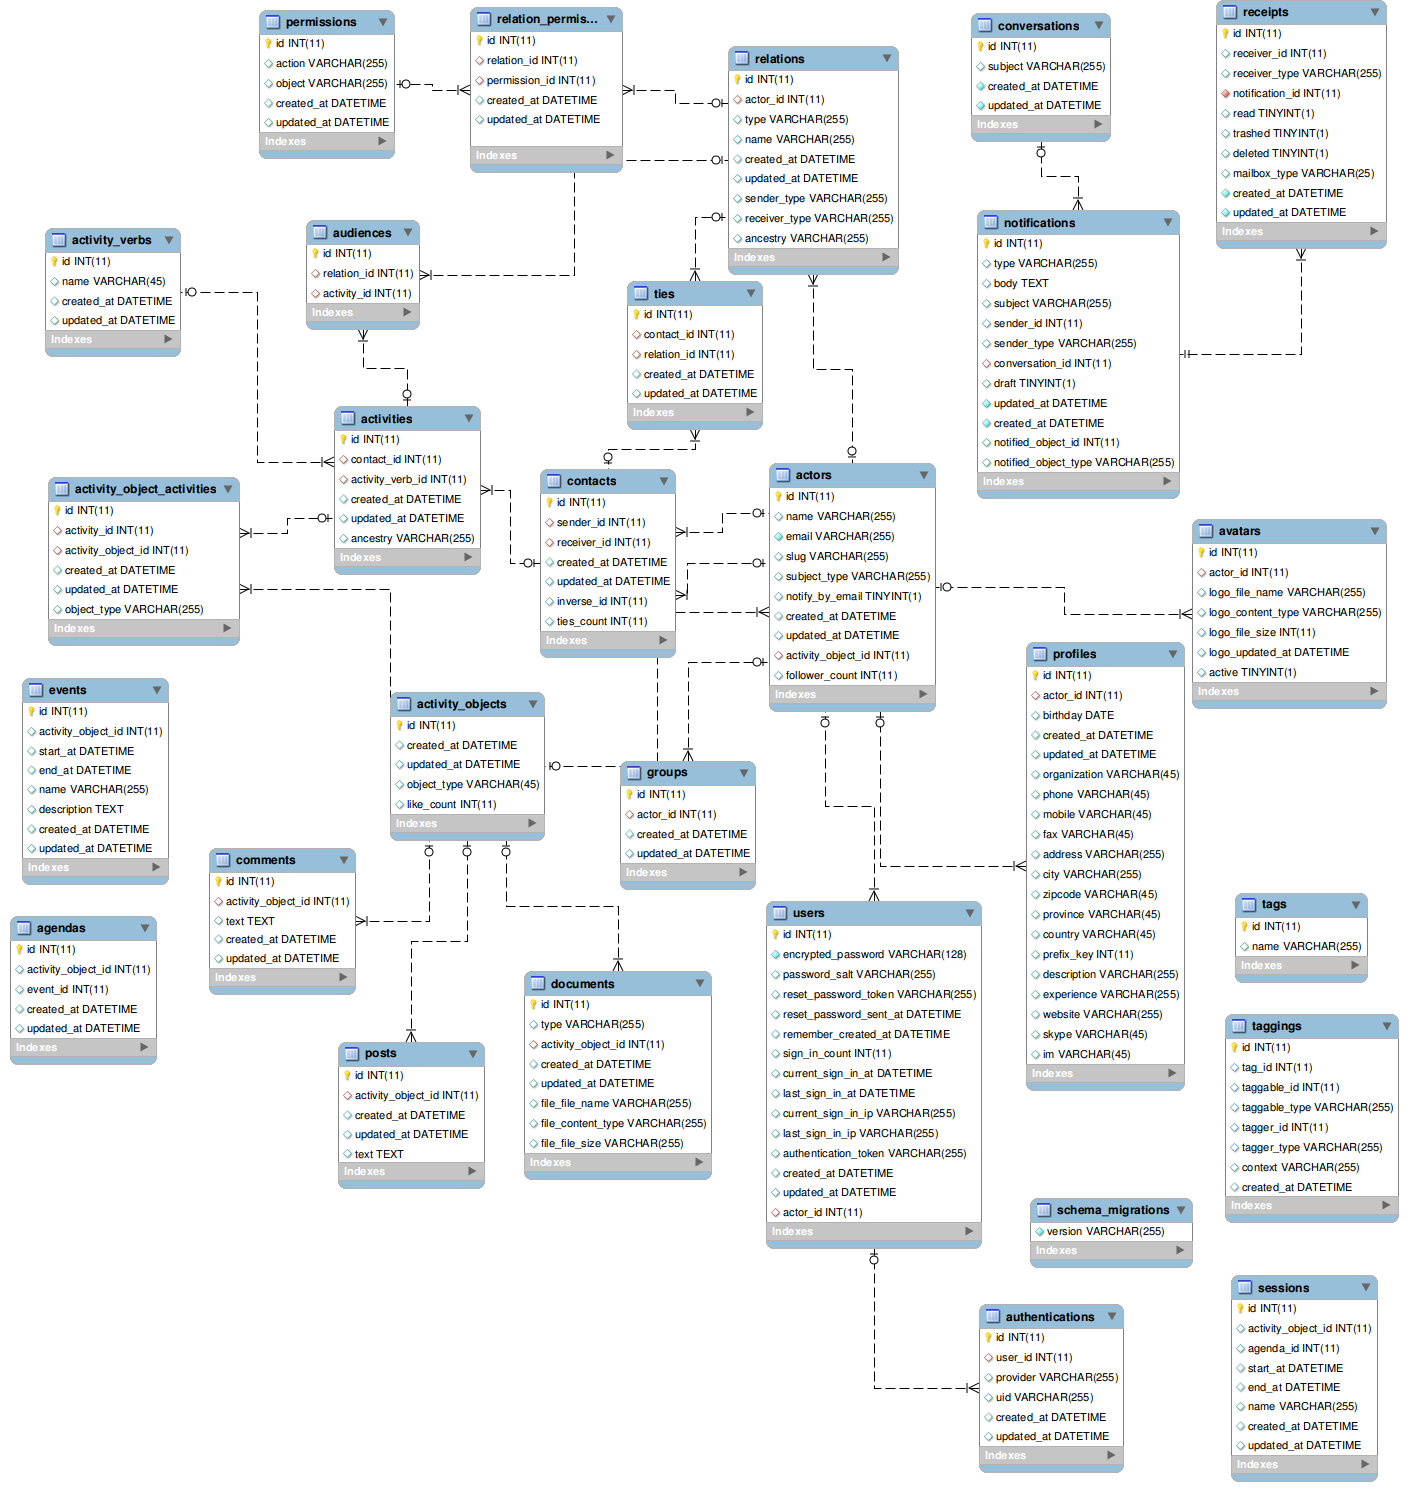 permissions
id INT(11)
action VARCHAR(255)
object VARCHAR(255)
created_at DATETIME
updated_at DATETIME
Indexes
relation_permis...
id INT(11)
relation_id INT(11)
permission_id INT(11)
created_at DATETIME
updated_at DATETIME
Indexes
relations
id INT(11)
actor_id INT(11)
type VARCHAR(255)
name VARCHAR(255)
created_at DATETIME
updated_at DATETIME
sender_type VARCHAR(255)
receiver_type VARCHAR(255)
ancestry VARCHAR(255)
Indexes
conversations
id INT(11)
subject VARCHAR(255)
created_at DATETIME
updated_at DATETIME
Indexes
receipts
id INT(11)
receiver_id INT(11)
receiver_type VARCHAR(255)
notification_id INT(11)
read TINYINT(1)
trashed TINYINT(1)
deleted TINYINT(1)
mailbox_type VARCHAR(25)
created_at DATETIME
updated_at DATETIME
Indexes
activity_verbs
id INT(11)
name VARCHAR(45)
created_at DATETIME
updated_at DATETIME
Indexes
audiences
id INT(11)
relation_id INT(11)
activity_id INT(11)
Indexes
ties
id INT(11)
contact_id INT(11)
relation_id INT(11)
created_at DATETIME
updated_at DATETIME
Indexes
notifications
id INT(11)
type VARCHAR(255)
body TEXT
subject VARCHAR(255)
sender_id INT(11)
sender_type VARCHAR(255)
conversation_id INT(11)
draft TINYINT(1)
updated_at DATETIME
created_at DATETIME
notified_object_id INT(11)
notified_object_type VARCHAR(255)
Indexes
activities
id INT(11)
contact_id INT(11)
activity_verb_id INT(11)
created_at DATETIME
updated_at DATETIME
ancestry VARCHAR(255)
Indexes
activity_object_activities
id INT(11)
activity_id INT(11)
activity_object_id INT(11)
created_at DATETIME
updated_at DATETIME
object_type VARCHAR(255)
Indexes
contacts
id INT(11)
sender_id INT(11)
receiver_id INT(11)
created_at DATETIME
updated_at DATETIME
inverse_id INT(11)
ties_count INT(11)
Indexes
actors
id INT(11)
name VARCHAR(255)
email VARCHAR(255)
slug VARCHAR(255)
subject_type VARCHAR(255)
notify_by_email TINYINT(1)
created_at DATETIME
updated_at DATETIME
activity_object_id INT(11)
follower_count INT(11)
Indexes
avatars
id INT(11)
actor_id INT(11)
logo_file_name VARCHAR(255)
logo_content_type VARCHAR(255)
logo_file_size INT(11)
logo_updated_at DATETIME
active TINYINT(1)
Indexes
events
id INT(11)
activity_object_id INT(11)
start_at DATETIME
end_at DATETIME
name VARCHAR(255)
description TEXT
created_at DATETIME
updated_at DATETIME
Indexes
activity_objects
id INT(11)
created_at DATETIME
updated_at DATETIME
object_type VARCHAR(45)
like_count INT(11)
Indexes
groups
id INT(11)
actor_id INT(11)
created_at DATETIME
updated_at DATETIME
Indexes
profiles
id INT(11)
actor_id INT(11)
birthday DATE
created_at DATETIME
updated_at DATETIME
organization VARCHAR(45)
phone VARCHAR(45)
mobile VARCHAR(45)
fax VARCHAR(45)
address VARCHAR(255)
city VARCHAR(255)
zipcode VARCHAR(45)
province VARCHAR(45)
country VARCHAR(45)
prefix_key INT(11)
description VARCHAR(255)
experience VARCHAR(255)
website VARCHAR(255)
skype VARCHAR(45)
im VARCHAR(45)
Indexes
comments
id INT(11)
activity_object_id INT(11)
text TEXT
created_at DATETIME
updated_at DATETIME
Indexes
agendas
id INT(11)
activity_object_id INT(11)
event_id INT(11)
created_at DATETIME
updated_at DATETIME
Indexes
documents
id INT(11)
type VARCHAR(255)
activity_object_id INT(11)
created_at DATETIME
updated_at DATETIME
file_file_name VARCHAR(255)
file_content_type VARCHAR(255)
file_file_size VARCHAR(255)
Indexes
posts
id INT(11)
activity_object_id INT(11)
created_at DATETIME
updated_at DATETIME
text TEXT
Indexes
users
id INT(11)
encrypted_password VARCHAR(128)
password_salt VARCHAR(255)
reset_password_token VARCHAR(255)
reset_password_sent_at DATETIME
remember_created_at DATETIME
sign_in_count INT(11)
current_sign_in_at DATETIME
last_sign_in_at DATETIME
current_sign_in_ip VARCHAR(255)
last_sign_in_ip VARCHAR(255)
authentication_token VARCHAR(255)
created_at DATETIME
updated_at DATETIME
actor_id INT(11)
Indexes
tags
id INT(11)
name VARCHAR(255)
Indexes
taggings
id INT(11)
tag_id INT(11)
taggable_id INT(11)
taggable_type VARCHAR(255)
tagger_id INT(11)
tagger_type VARCHAR(255)
context VARCHAR(255)
created_at DATETIME
Indexes
schema_migrations
version VARCHAR(255)
Indexes
authentications
id INT(11)
user_id INT(11)
provider VARCHAR(255)
uid VARCHAR(255)
created_at DATETIME
updated_at DATETIME
Indexes
sessions
id INT(11)
activity_object_id INT(11)
agenda_id INT(11)
start_at DATETIME
end_at DATETIME
name VARCHAR(255)
created_at DATETIME
updated_at DATETIME
Indexes